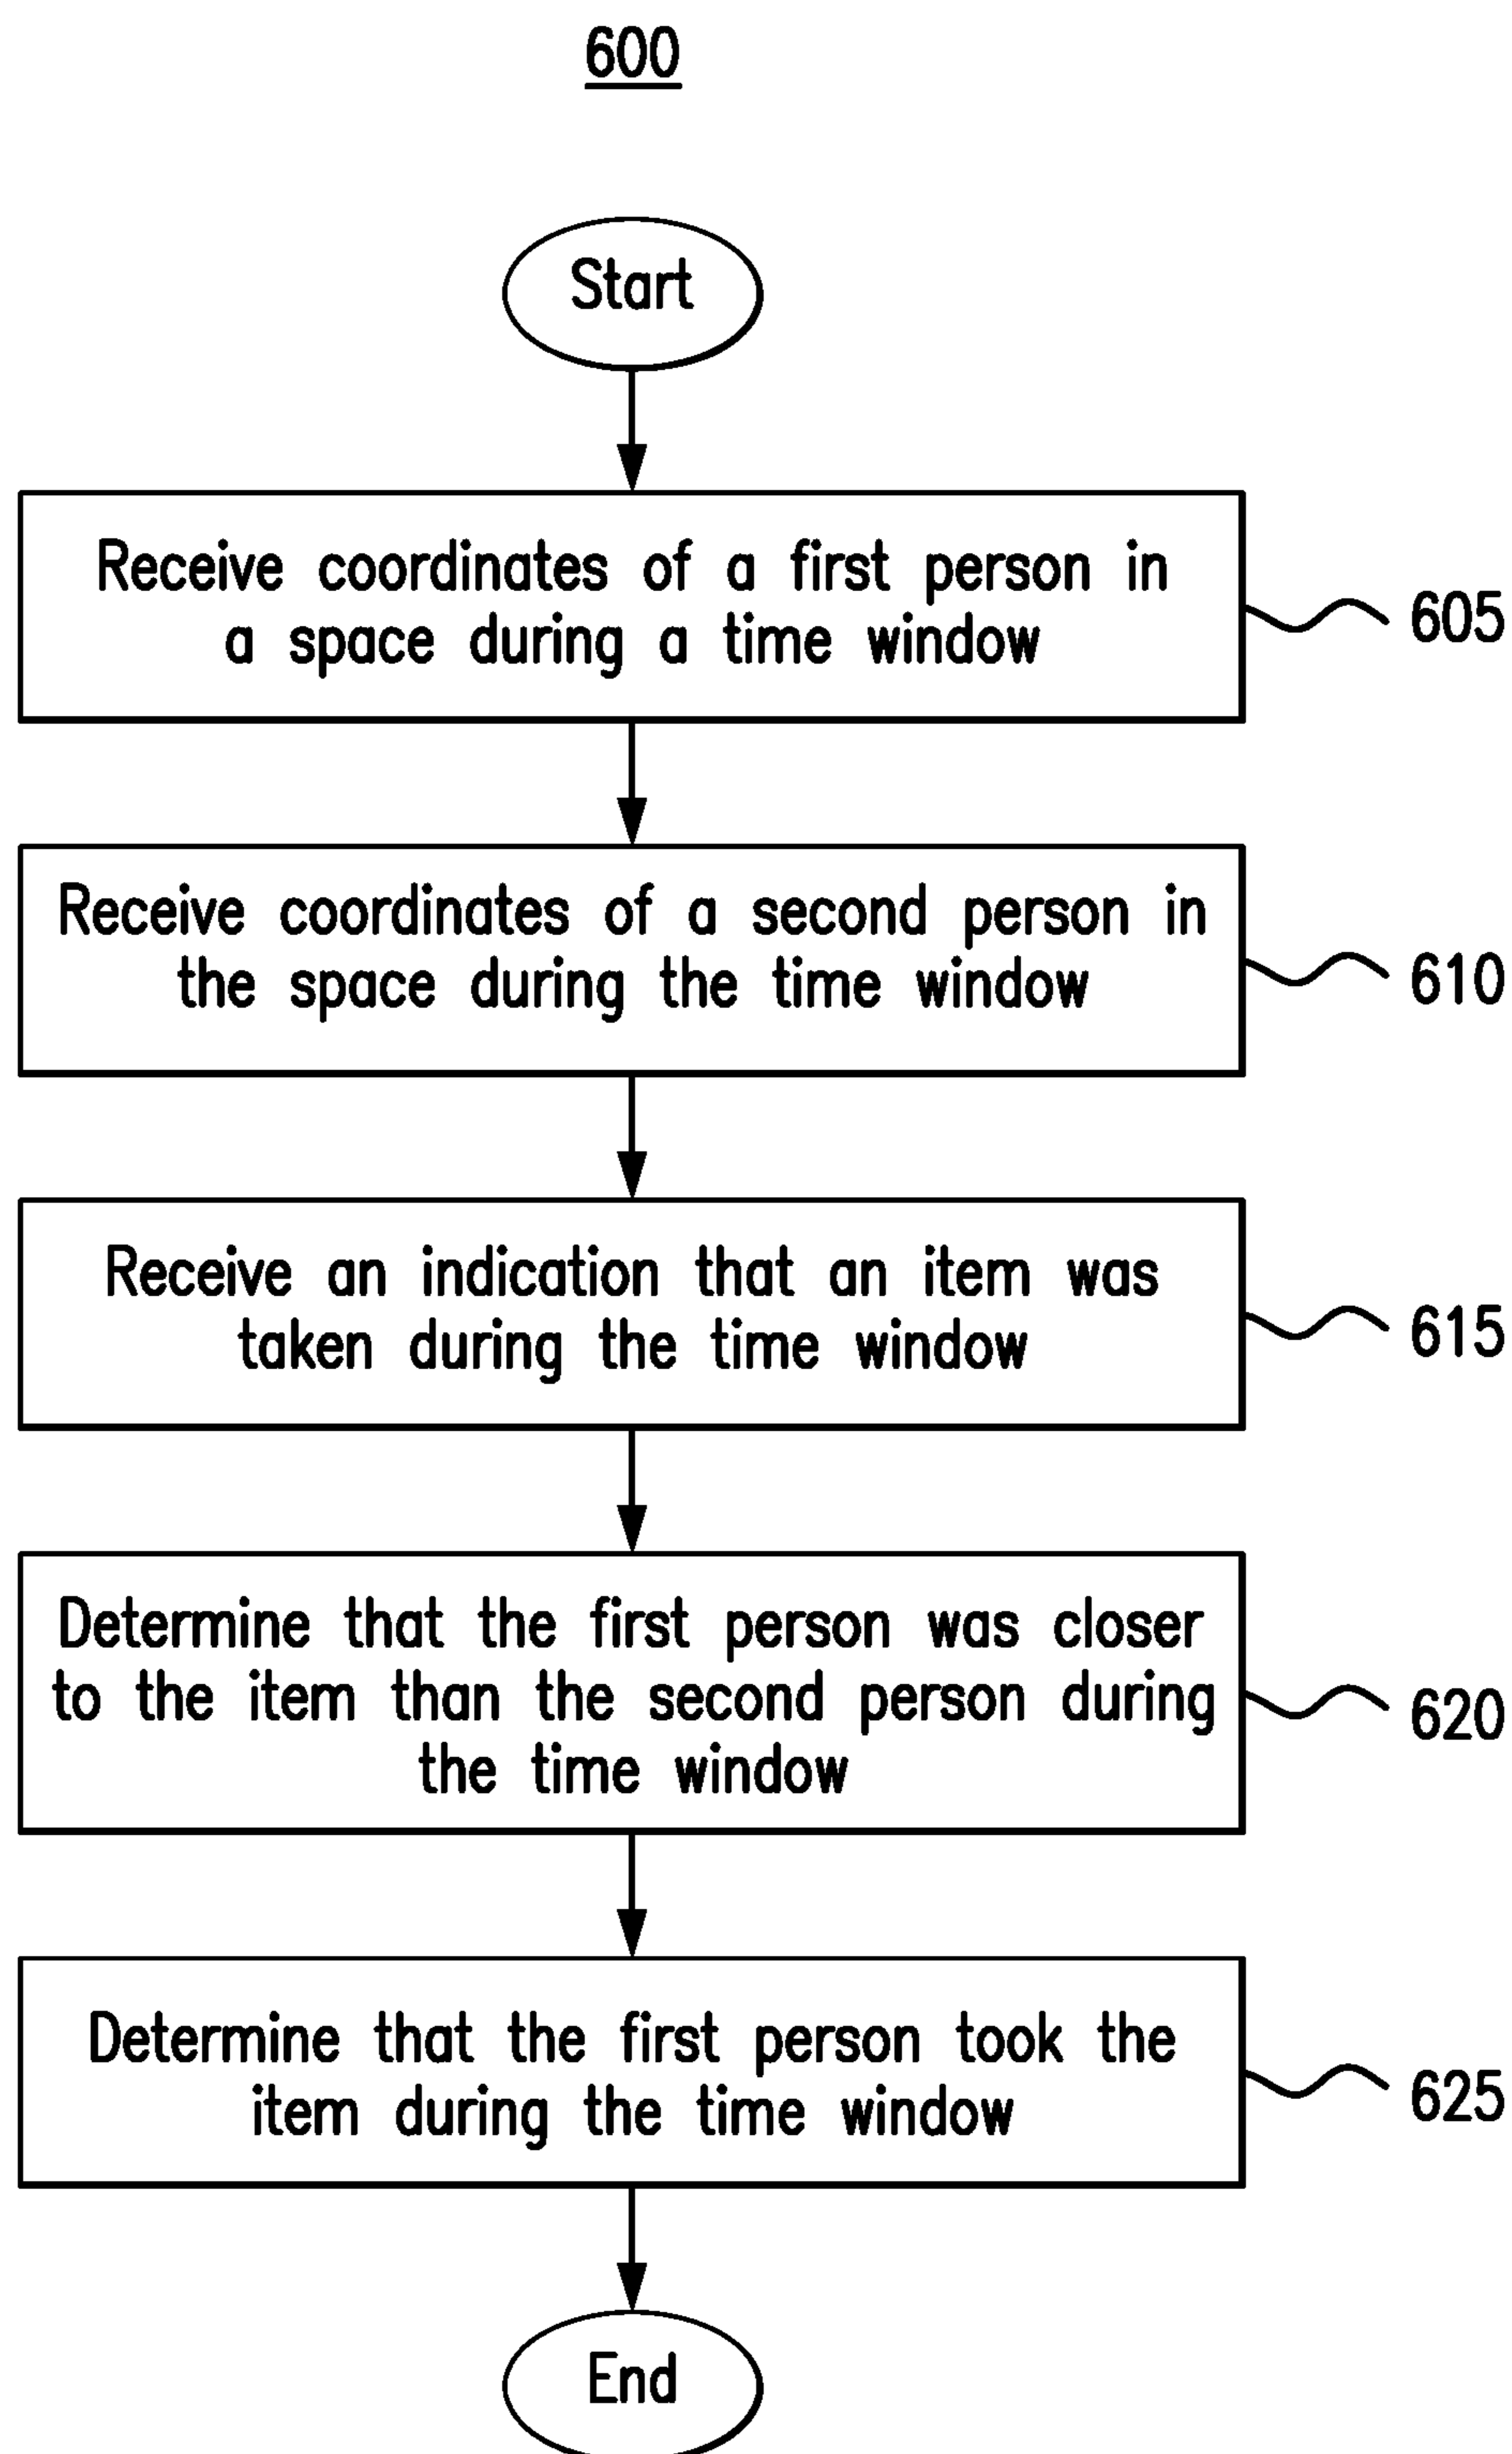 600
Start
Receive coordinates of a first person in
a space during a time window
605
Receive coordinates of a second person in
the space during the time window
610
Receive an indication that an item was
taken during the time window
615
Determine that the first person was closer
to the item than the second person during
the time window
620
Determine that the first person took the
item during the time window
625
End